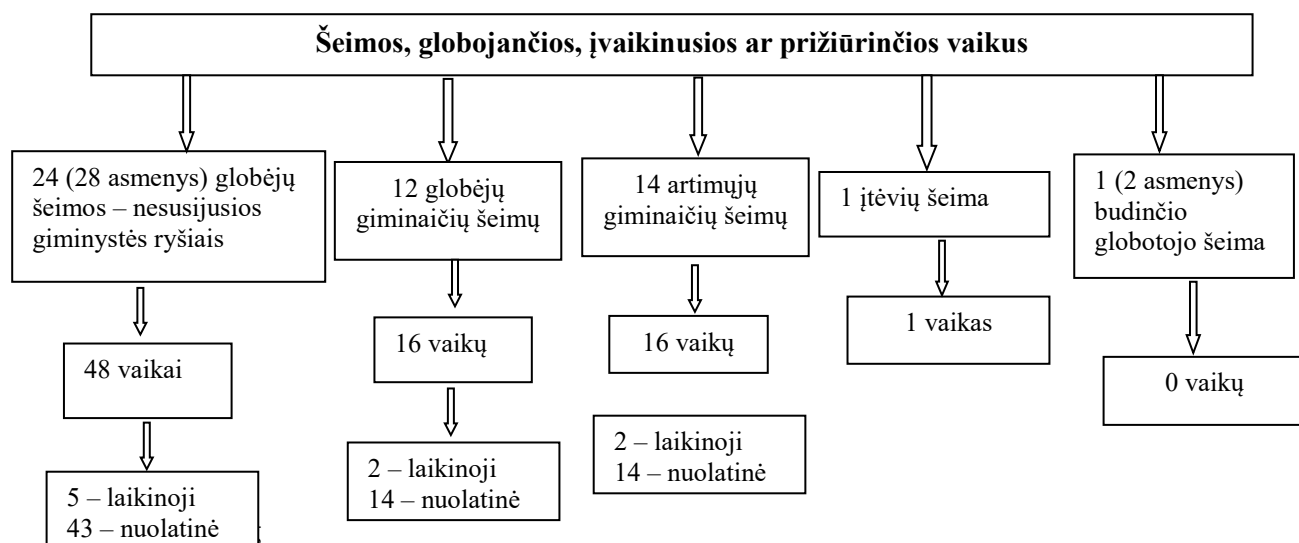 Šeimos, globojančios, įvaikinusios ar prižiūrinčios vaikus
24 (28 asmenys) globėjų
šeimos – nesusijusios
giminystės ryšiais
12 globėjų
giminaičių šeimų
14 artimųjų
giminaičių šeimų
1 įtėvių šeima
1 (2 asmenys)
budinčio
globotojo šeima
48 vaikai
16 vaikų
16 vaikų
1 vaikas
0 vaikų
5 – laikinoji
43 – nuolatinė
2 – laikinoji
14 – nuolatinė
2 – laikinoji
14 – nuolatinė